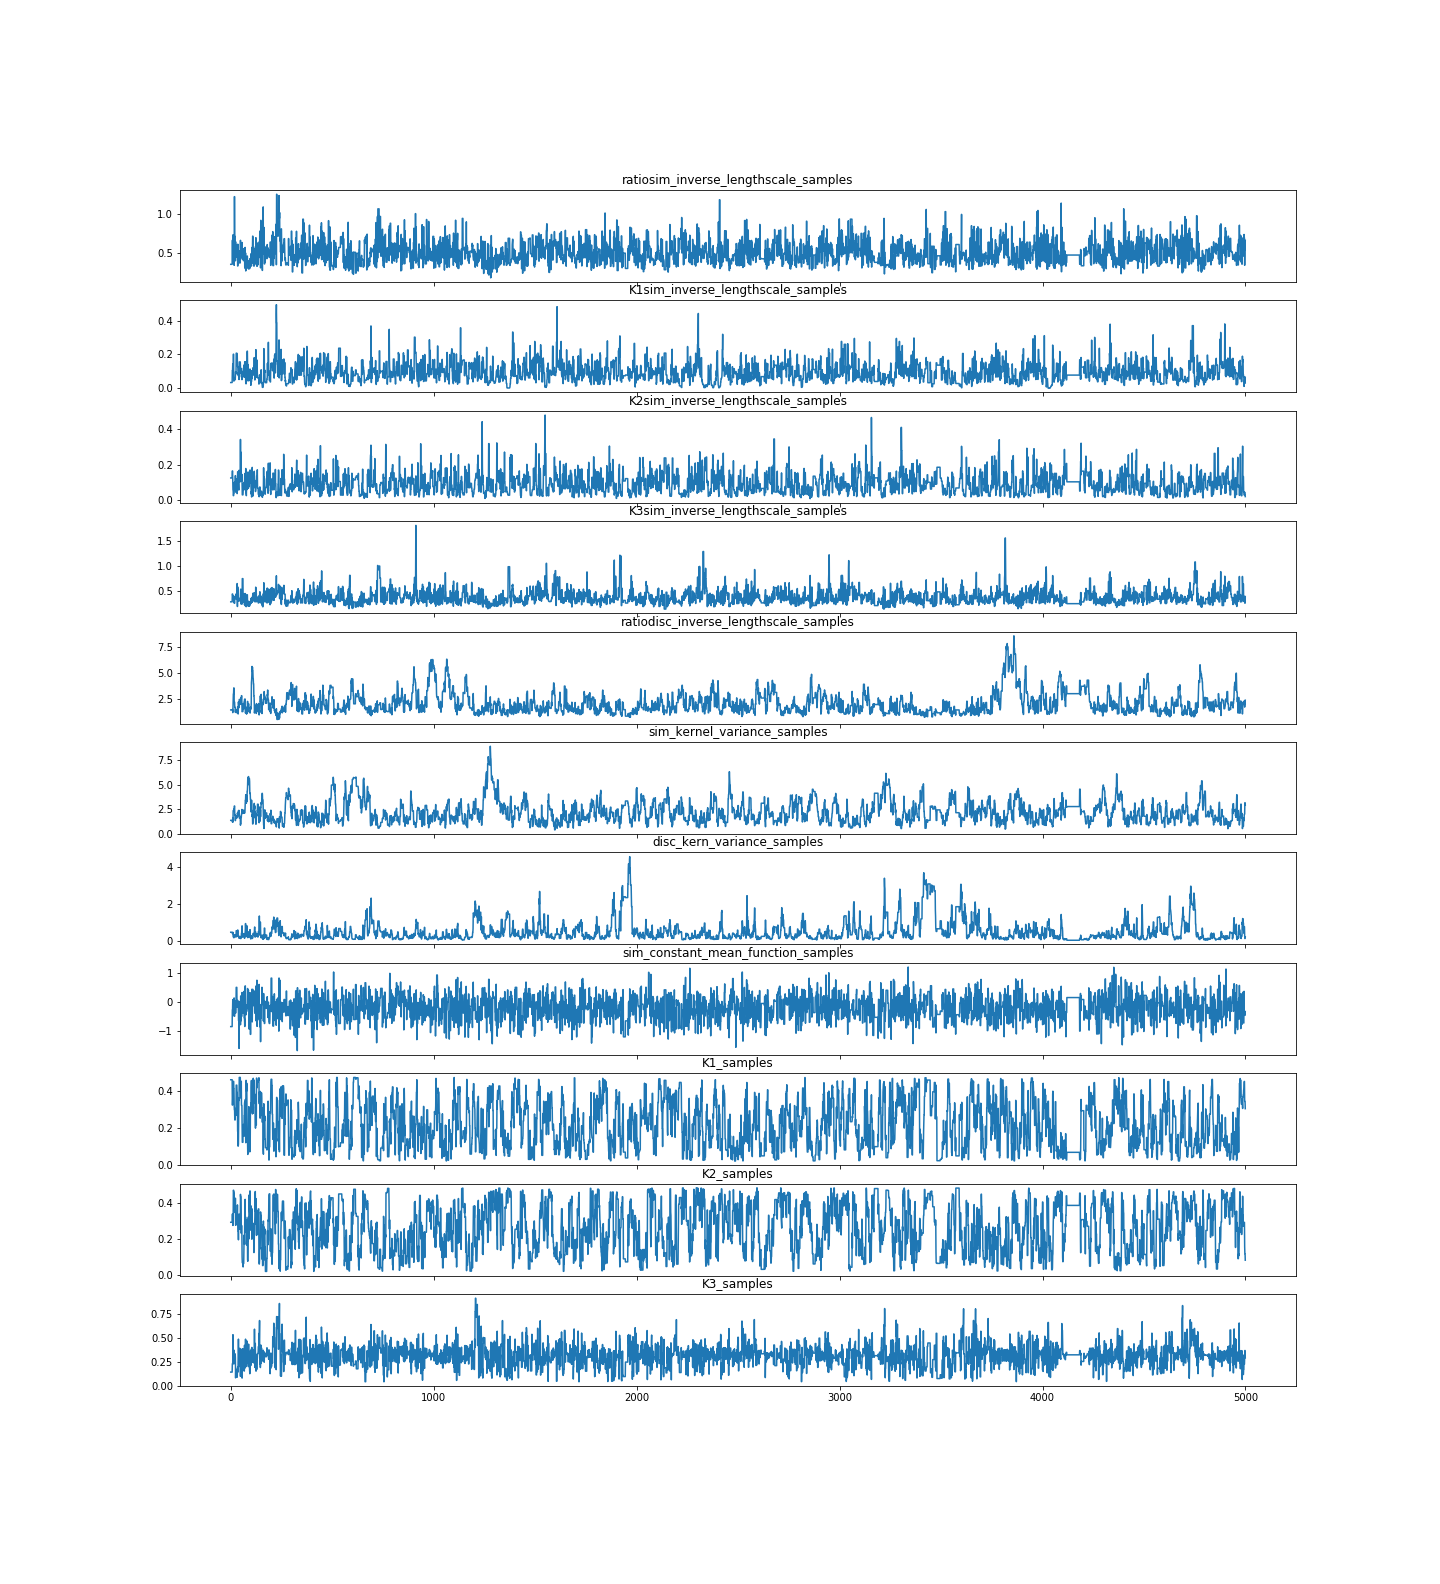 ratiosim_inverse_lengthscale_samples
1.0
0.5
K1sim_inverse_lengthscale_samples
0.4
0.2
0.0
K2sim_inverse_lengthscale_samples
0.4
0.2
0.0
K3sim_inverse_lengthscale_samples
1.5
1.0
0.5
ratiodisc_inverse_lengthscale_samples
7.5
5.0
2.5
sim_kernel_variance_samples
7.5
5.0
2.5
0.0
disc_kern_variance_samples
4
2
0
sim_constant_mean_function_samples
1
0
−1
K1_samples
0.4
0.2
0.0
K2_samples
0.4
0.2
0.0
K3_samples
0.75
0.50
0.25
0.00
0 1000 2000 3000 4000 5000